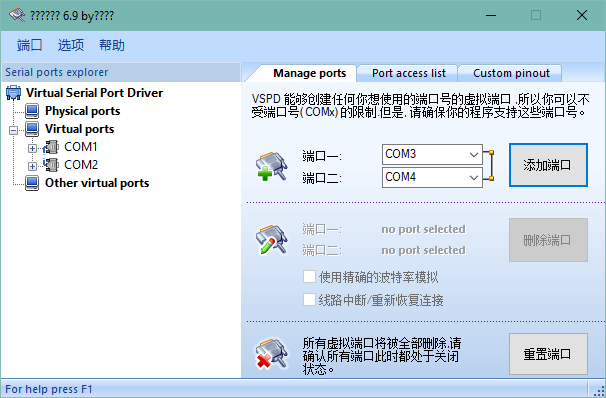 ?????? 6.9 by????
端口 选项 帮助
Serial ports explorer
Virtual Serial Port Driver
Physical ports
Virtual ports
COM1
COM2
Other virtual ports
Manage ports Port access list Custom pinout
VSPD 能够创建任何你想使用的端口号的虚拟端口 ,所以你可以不
受端口号(COMx)的限制.但是, 请确保你的程序支持这些端口号。
端口一: COM3
端口二: COM4
添加端口
端口一: no port selected
端口二: no port selected
删除端口
使用精确的波特率模拟
线路中断/重新恢复连接
所有虚拟端口将被全部删除,请
确认所有端口此时都处于关闭
状态。
重置端口
For help press F1